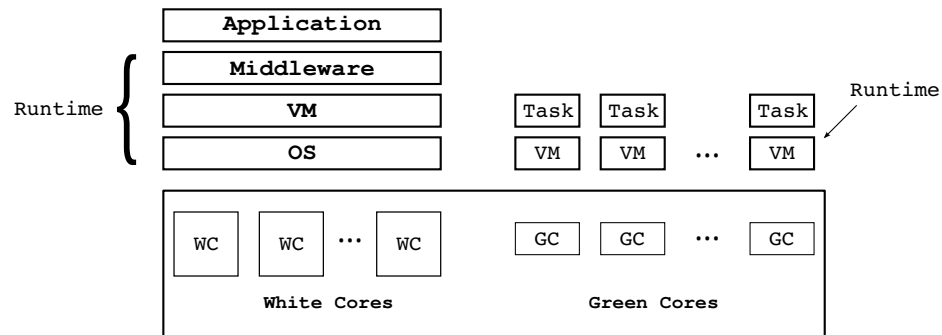 Application
Middleware
Runtime
VM
OS
Task Task Task
VM VM ... VM
Runtime
WC WC ... WC
GC GC ... GC
White Cores
Green Cores